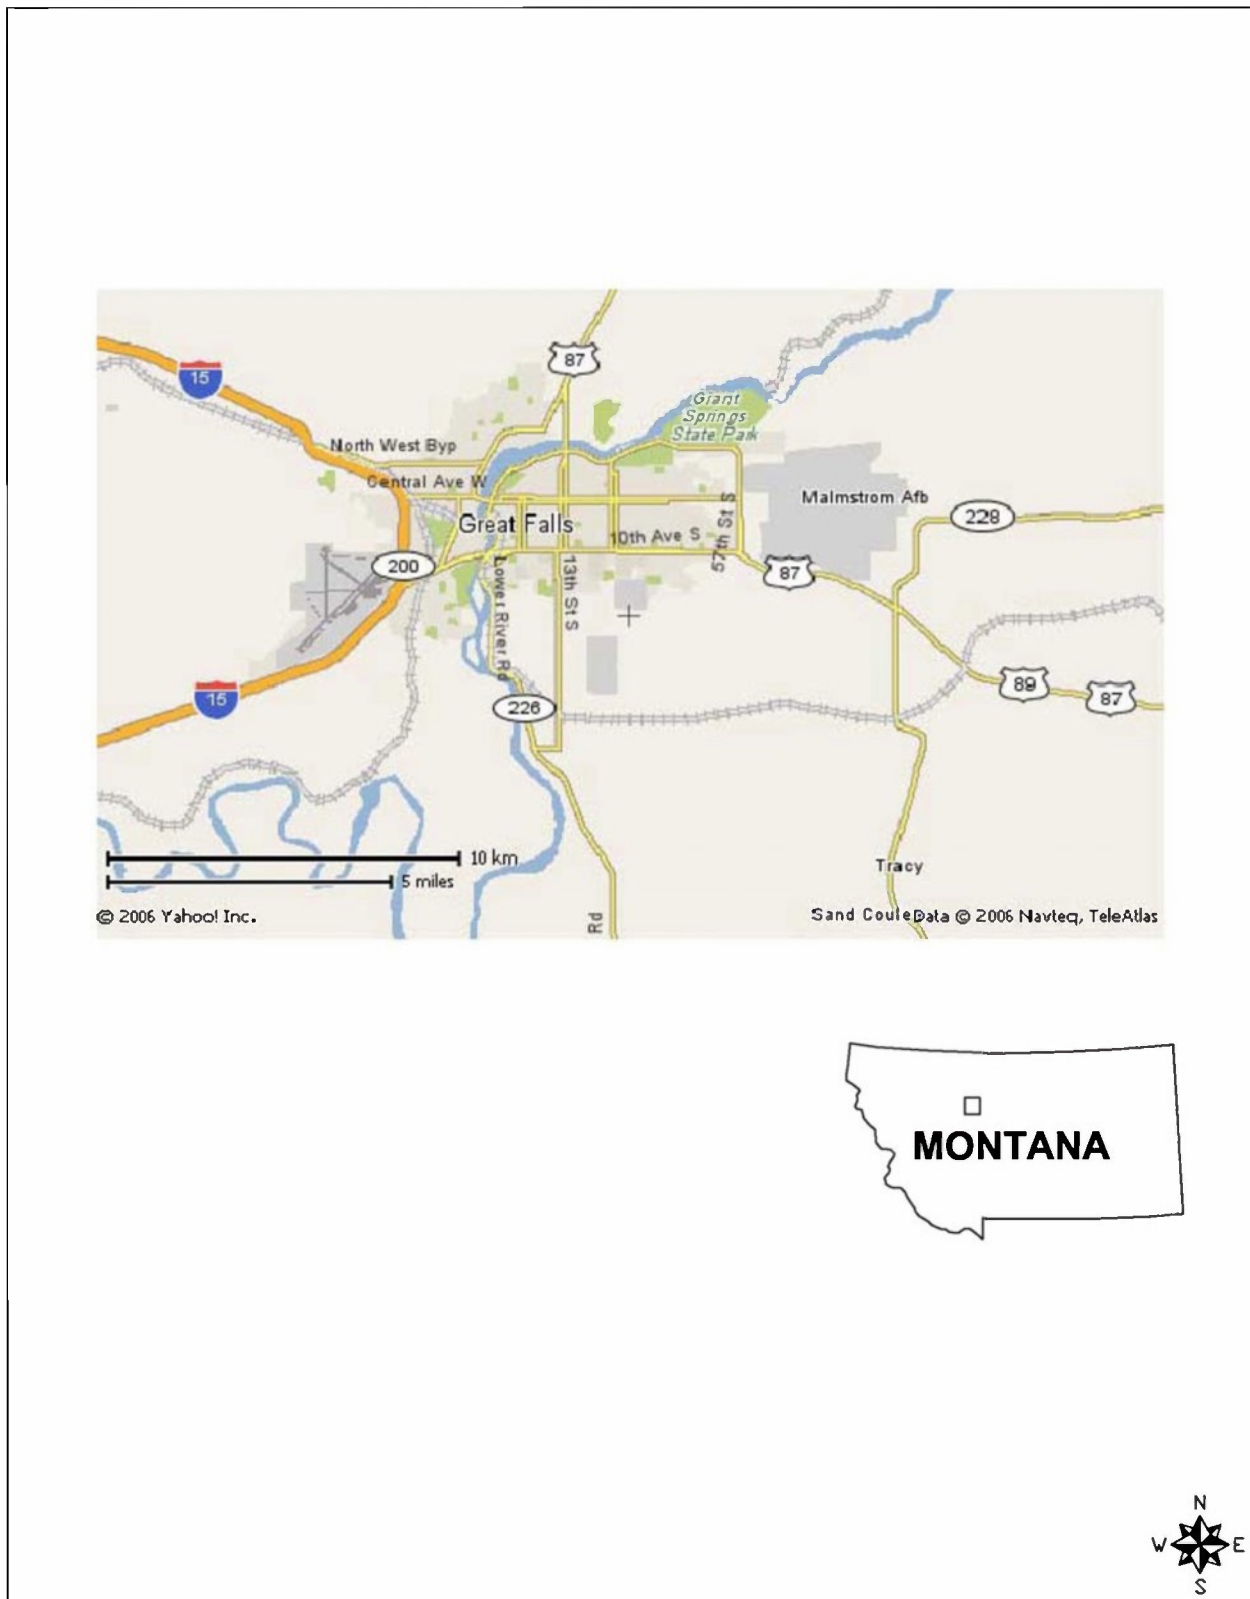 87
15
Giant
Springs
State Park
North West Byp
Central Ave W
Malmstrom Afb
228
Great Falls
10th Ave S
57th St S
200
87
13th St S
Lower River Rd
89
87
15
226
10 km
Tracy
5 miles
Rd
© 2006 Yahoo! Inc.
Sand Coule
Data © 2006 Navteq, TeleAtlas
MONTANA
N
W
E
S